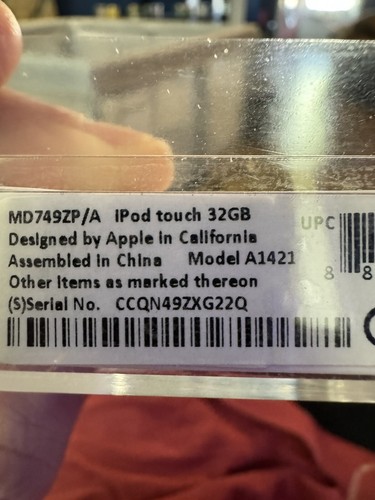 MD749ZP/A iPod touch 32GB
Designed by Apple in California
Assembled in China Model A1421
Other items as marked thereon
(S)Serial No. CCQN49ZXG22Q
UPC
8 8